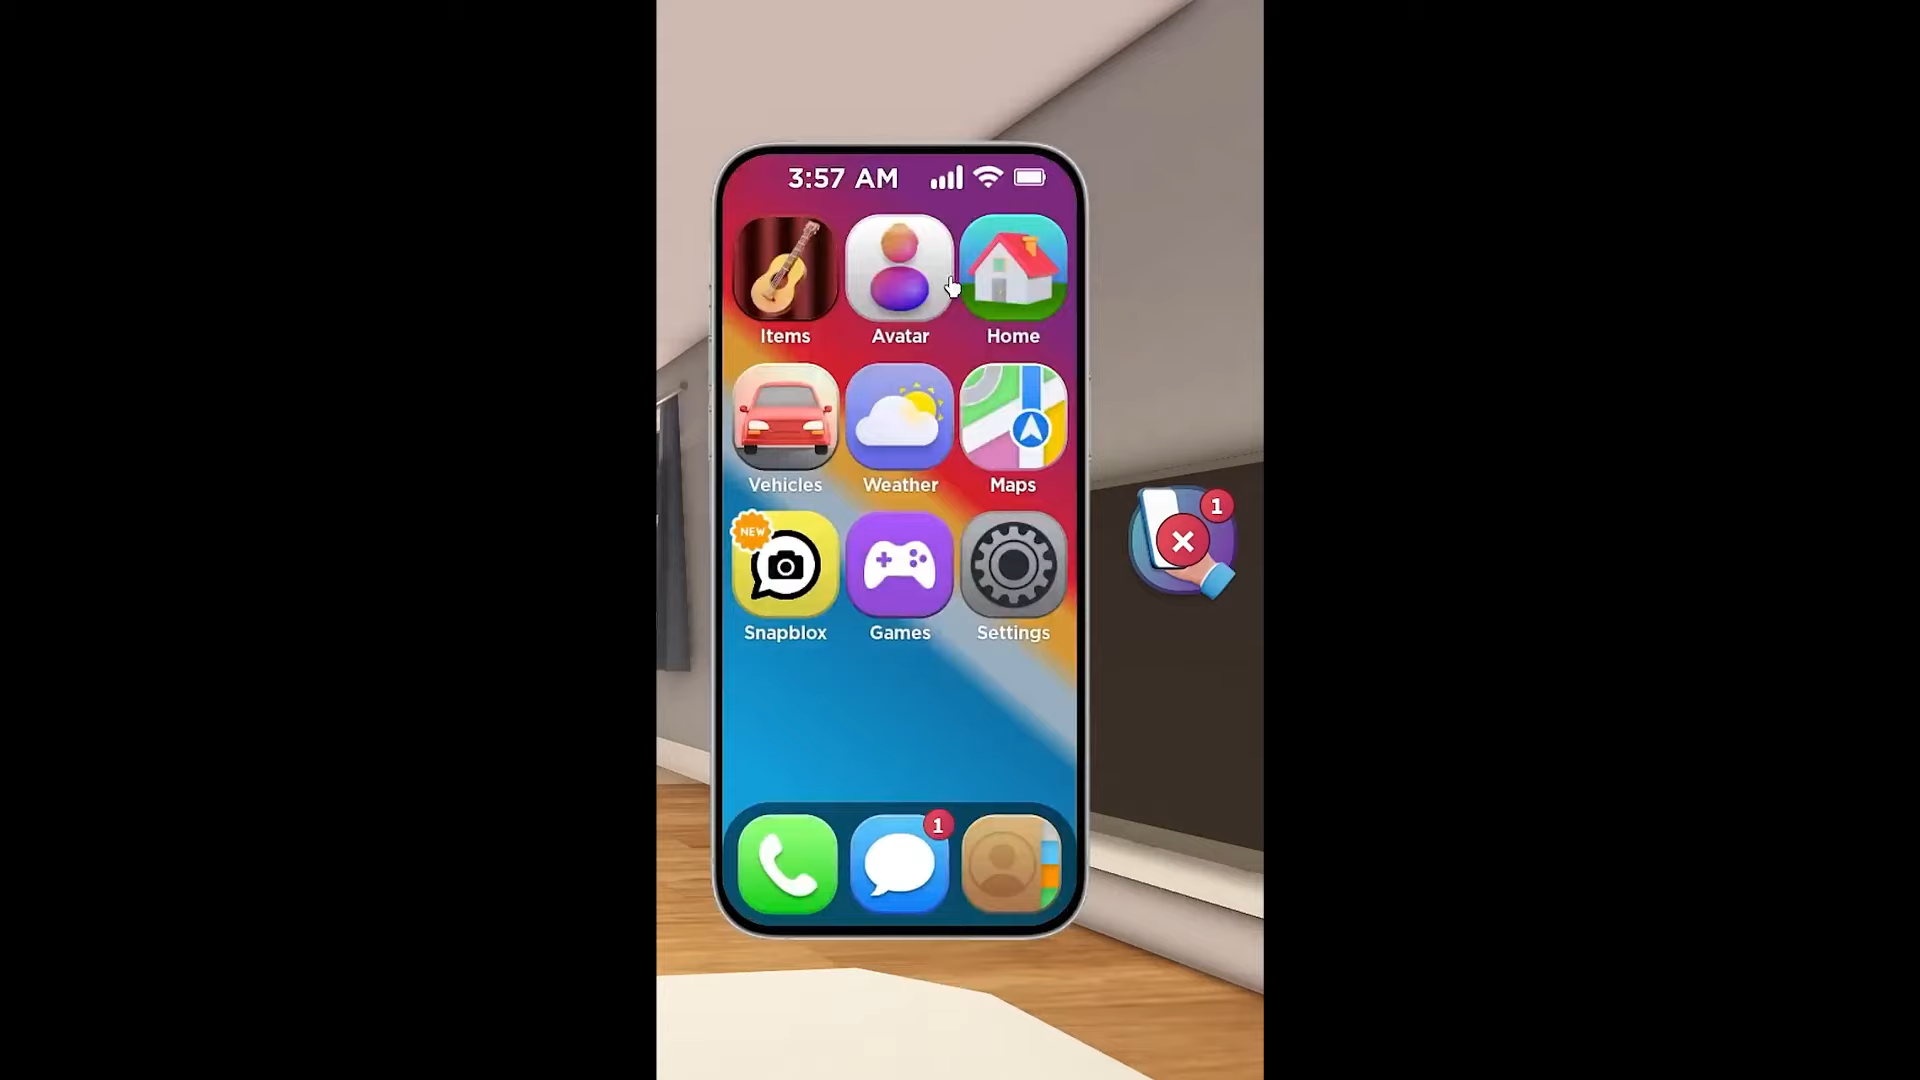 3:57 AM
Items
Avatar
Home
Vehicles
Weather
Maps
NEW
Snapblox
Games
Settings
1
1